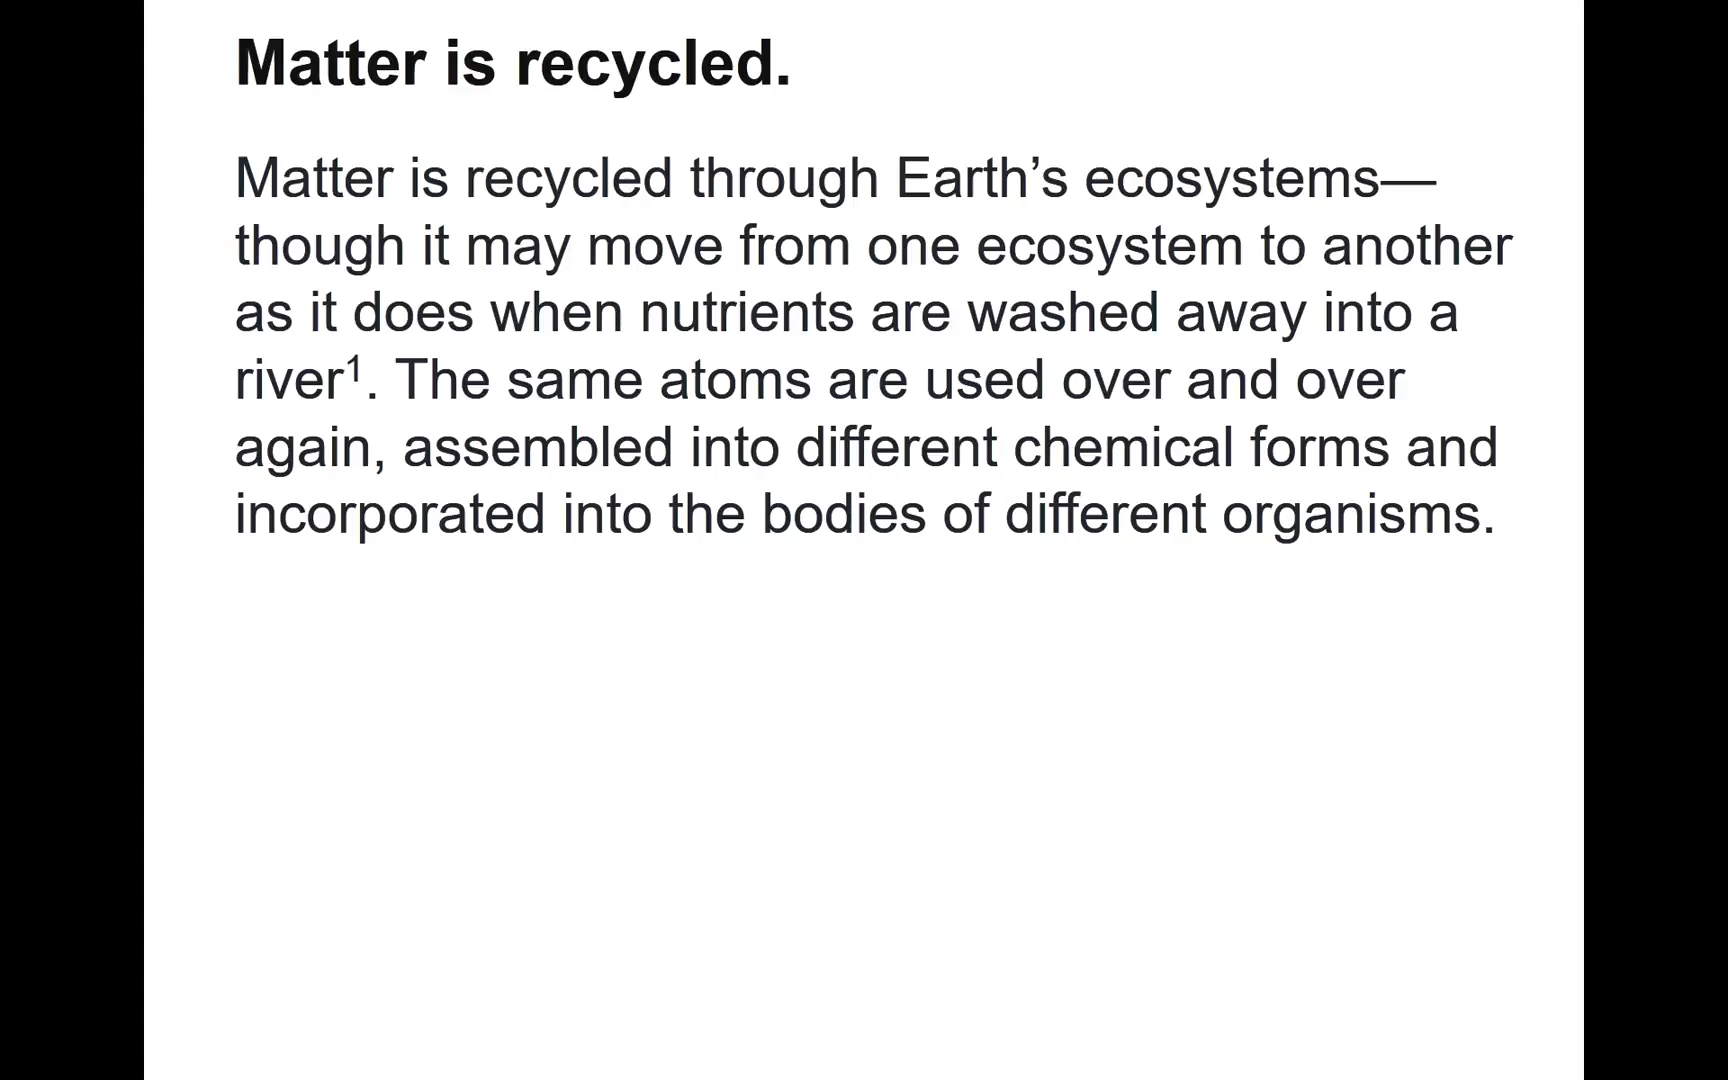 Matter is recycled.
Matter is recycled through Earth’s ecosystems—
though it may move from one ecosystem to another
as it does when nutrients are washed away into a
river¹. The same atoms are used over and over
again, assembled into different chemical forms and
incorporated into the bodies of different organisms.